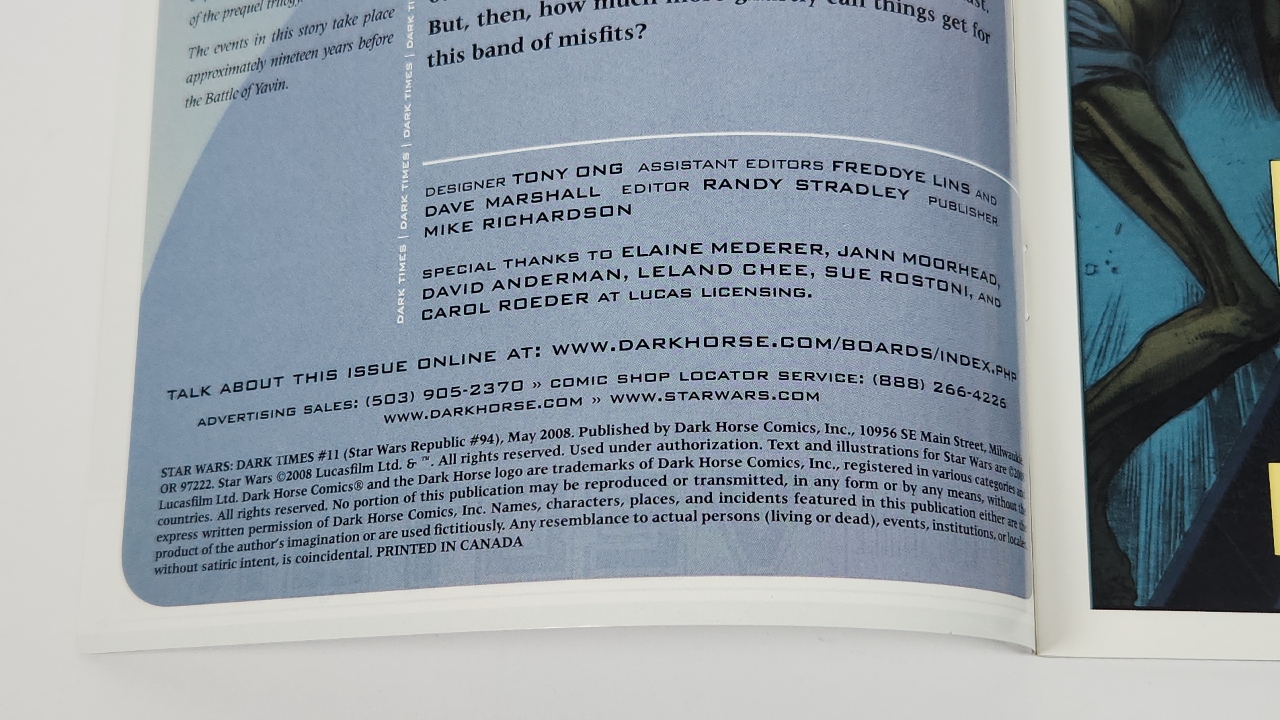 of the prequel trilogy.
The events in this story take place
approximately nineteen years before
the Battle of Yavin.
DARK TIMES | DARK TIMES | DARK TIMES | DARK
But, then, how much more can things get for
this band of misfits?
DESIGNER TONY ONG ASSISTANT EDITORS FREDDYE LINS AND
DAVE MARSHALL EDITOR RANDY STRADLEY PUBLISHER
MIKE RICHARDSON
SPECIAL THANKS TO ELAINE MEDERER, JANN MOORHEAD,
DAVID ANDERMAN, LELAND CHEE, SUE ROSTONI, AND
CAROL ROEDER AT LUCAS LICENSING.
TALK ABOUT THIS ISSUE ONLINE AT: WWW.DARKHORSE.COM/BOARDS/INDEX.PHP
ADVERTISING SALES: (503) 905-2370 » COMIC SHOP LOCATOR SERVICE: (888) 266-4226
WWW.DARKHORSE.COM » WWW.STARWARS.COM
STAR WARS: DARK TIMES #11 (Star Wars Republic #94), May 2008. Published by Dark Horse Comics, Inc., 10956 SE Main Street, Milwaukie
OR 97222. Star Wars ©2008 Lucasfilm Ltd. & ™. All rights reserved. Used under authorization. Text and illustrations for Star Wars are ©2008
Lucasfilm Ltd. Dark Horse Comics® and the Dark Horse logo are trademarks of Dark Horse Comics, Inc., registered in various categories and
countries. All rights reserved. No portion of this publication may be reproduced or transmitted, in any form or by any means, without the
express written permission of Dark Horse Comics, Inc. Names, characters, places, and incidents featured in this publication either are the
product of the author's imagination or are used fictitiously. Any resemblance to actual persons (living or dead), events, institutions, or locales
without satiric intent, is coincidental. PRINTED IN CANADA